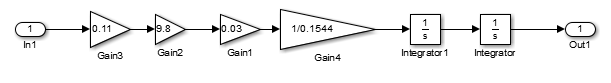 1
In1
0.11
Gain3
9.8
Gain2
0.03
Gain1
1/0.1544
Gain4
1
s
Integrator1
1
s
Integrator
1
Out1